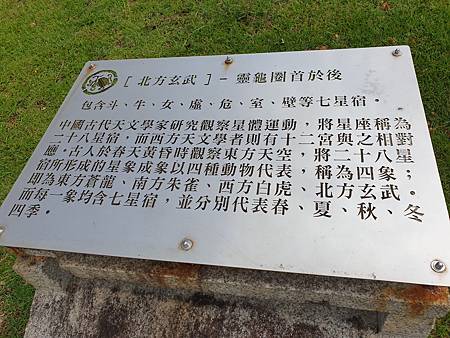 [ 北方玄武 ] - 靈龜圈首於後
包含斗、牛、女、虛、危、室、壁等七星宿。
中國古代天文學家研究觀察星體運動，將星座稱為
二十八星宿，而西方天文學者則有十二宮與之相對
應。古人於春天黃昏時觀察東方天空，將二十八星
宿所形成的星象成象以四種動物代表，稱為四象；
即為東方蒼龍、南方朱雀、西方白虎、北方玄武。
而每一象均含七星宿，並分別代表春、夏、秋、冬
四季。